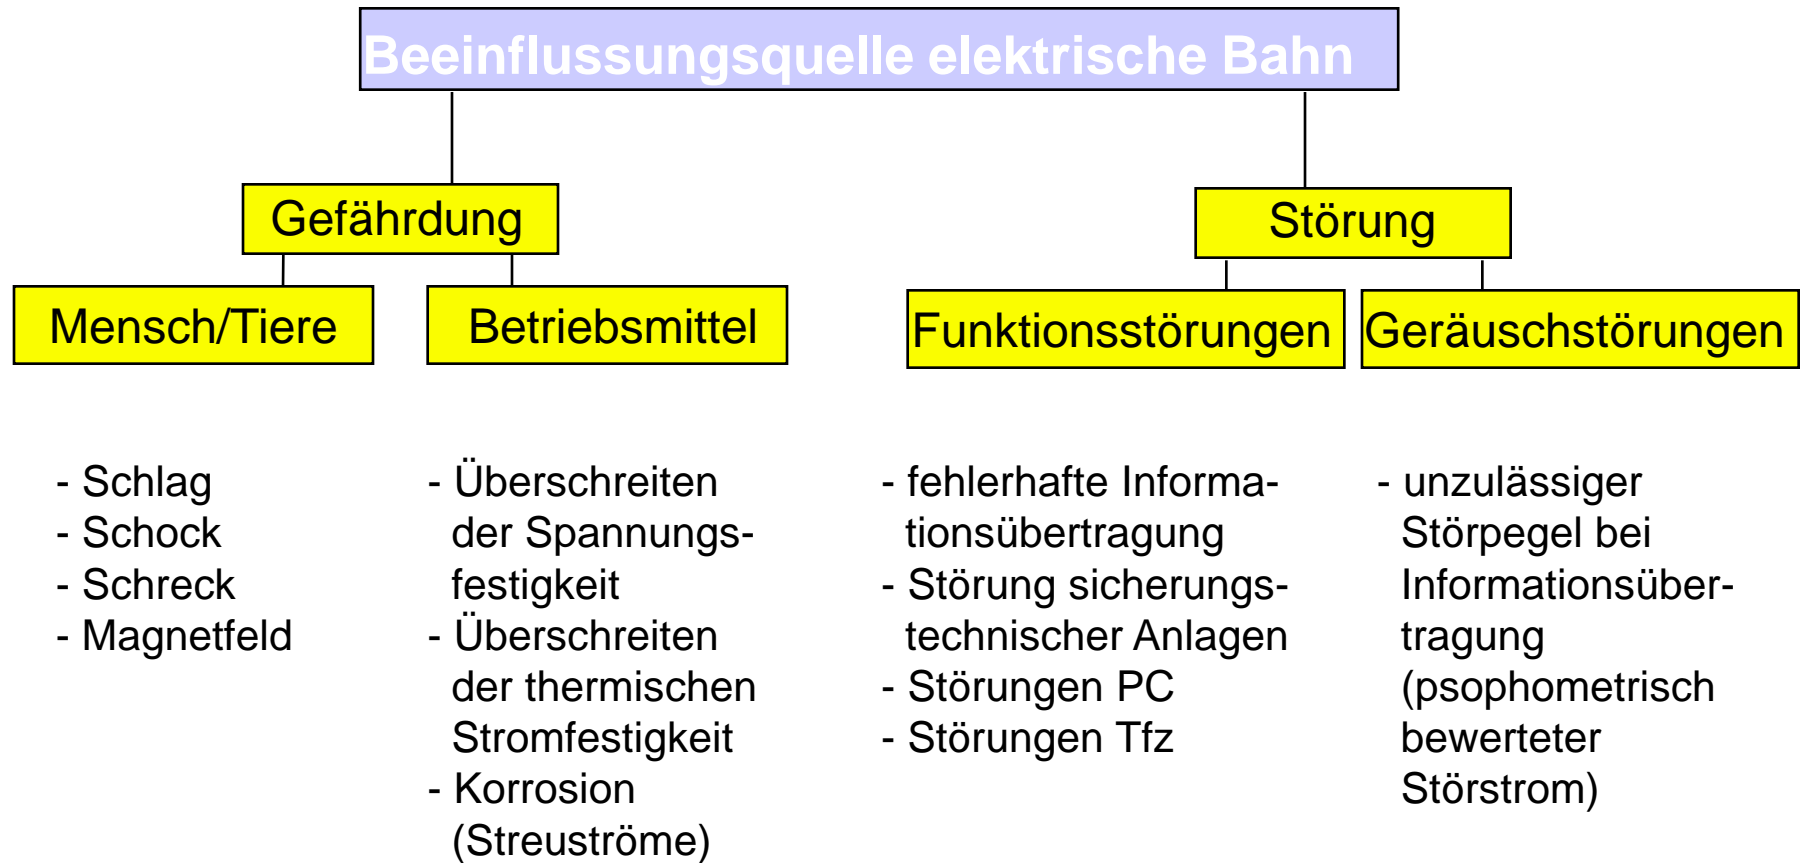 Beeinflussungsquelle elektrische Bahn
Gefährdung
Störung
Mensch/Tiere
Betriebsmittel
Funktionsstörungen
Geräuschstörungen
- Schlag
- Schock
- Schreck
- Magnetfeld
- Überschreiten
der Spannungs-
festigkeit
- Überschreiten
der thermischen
Stromfestigkeit
- Korrosion
(Streuströme)
- fehlerhafte Informa-
tionsübertragung
- Störung sicherungs-
technischer Anlagen
- Störungen PC
- Störungen Tfz
- unzulässiger
Störpegel bei
Informationsüber-
tragung
(psophometrisch
bewerteter
Störstrom)